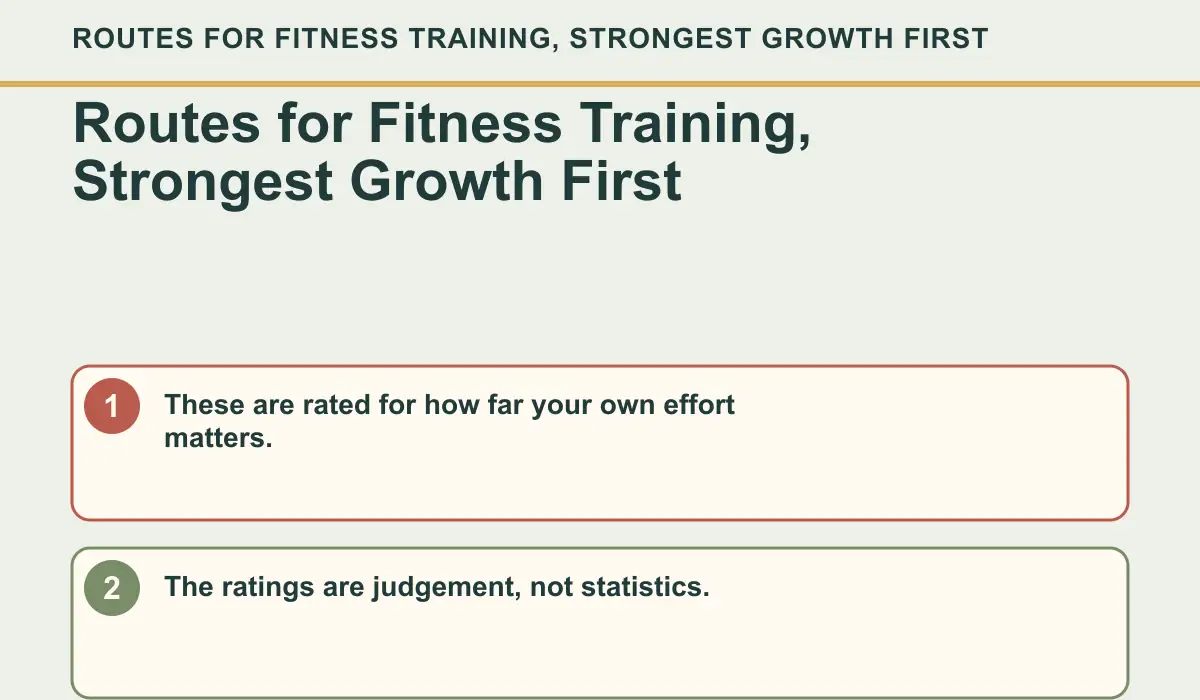 ROUTES FOR FITNESS TRAINING, STRONGEST GROWTH FIRST
Routes for Fitness Training,
Strongest Growth First
1
These are rated for how far your own effort
matters.
2
The ratings are judgement, not statistics.